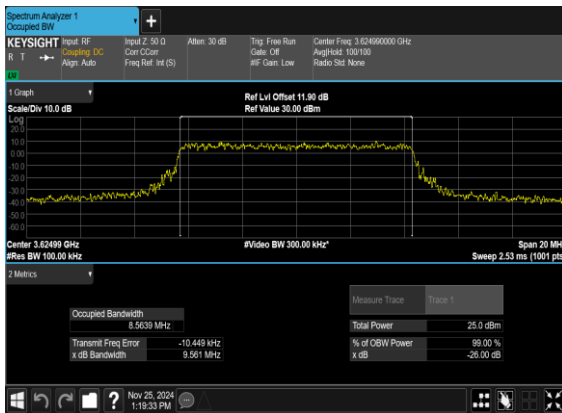 Spectrum Analyzer 1
Occupied BW
KEYSIGHT
R T
LXI
Input: RF
Coupling: DC
Align: Auto
Input Z: 50 Ω
Corr CCorr
Freq Ref: Int (S)
Atten: 30 dB
Trig: Free Run
Gate: Off
#IF Gain: Low
Center Freq: 3.624990000 GHz
Avg|Hold: 100/100
Radio Std: None
1 Graph
Scale/Div 10.0 dB
Ref Lvl Offset 11.90 dB
Ref Value 30.00 dBm
Log
20.0
10.0
0.00
-10.0
-20.0
-30.0
-40.0
-50.0
-60.0
Center 3.62499 GHz
#Video BW 300.00 kHz*
Span 20 MH
#Res BW 100.00 kHz
Sweep 2.53 ms (1001 pts
2 Metrics
Measure Trace
Trace 1
Occupied Bandwidth
8.5639 MHz
Total Power
25.0 dBm
Transmit Freq Error
-10.449 kHz
% of OBW Power
99.00 %
x dB Bandwidth
9.561 MHz
x dB
-26.00 dB
Nov 25, 2024
1:19:33 PM